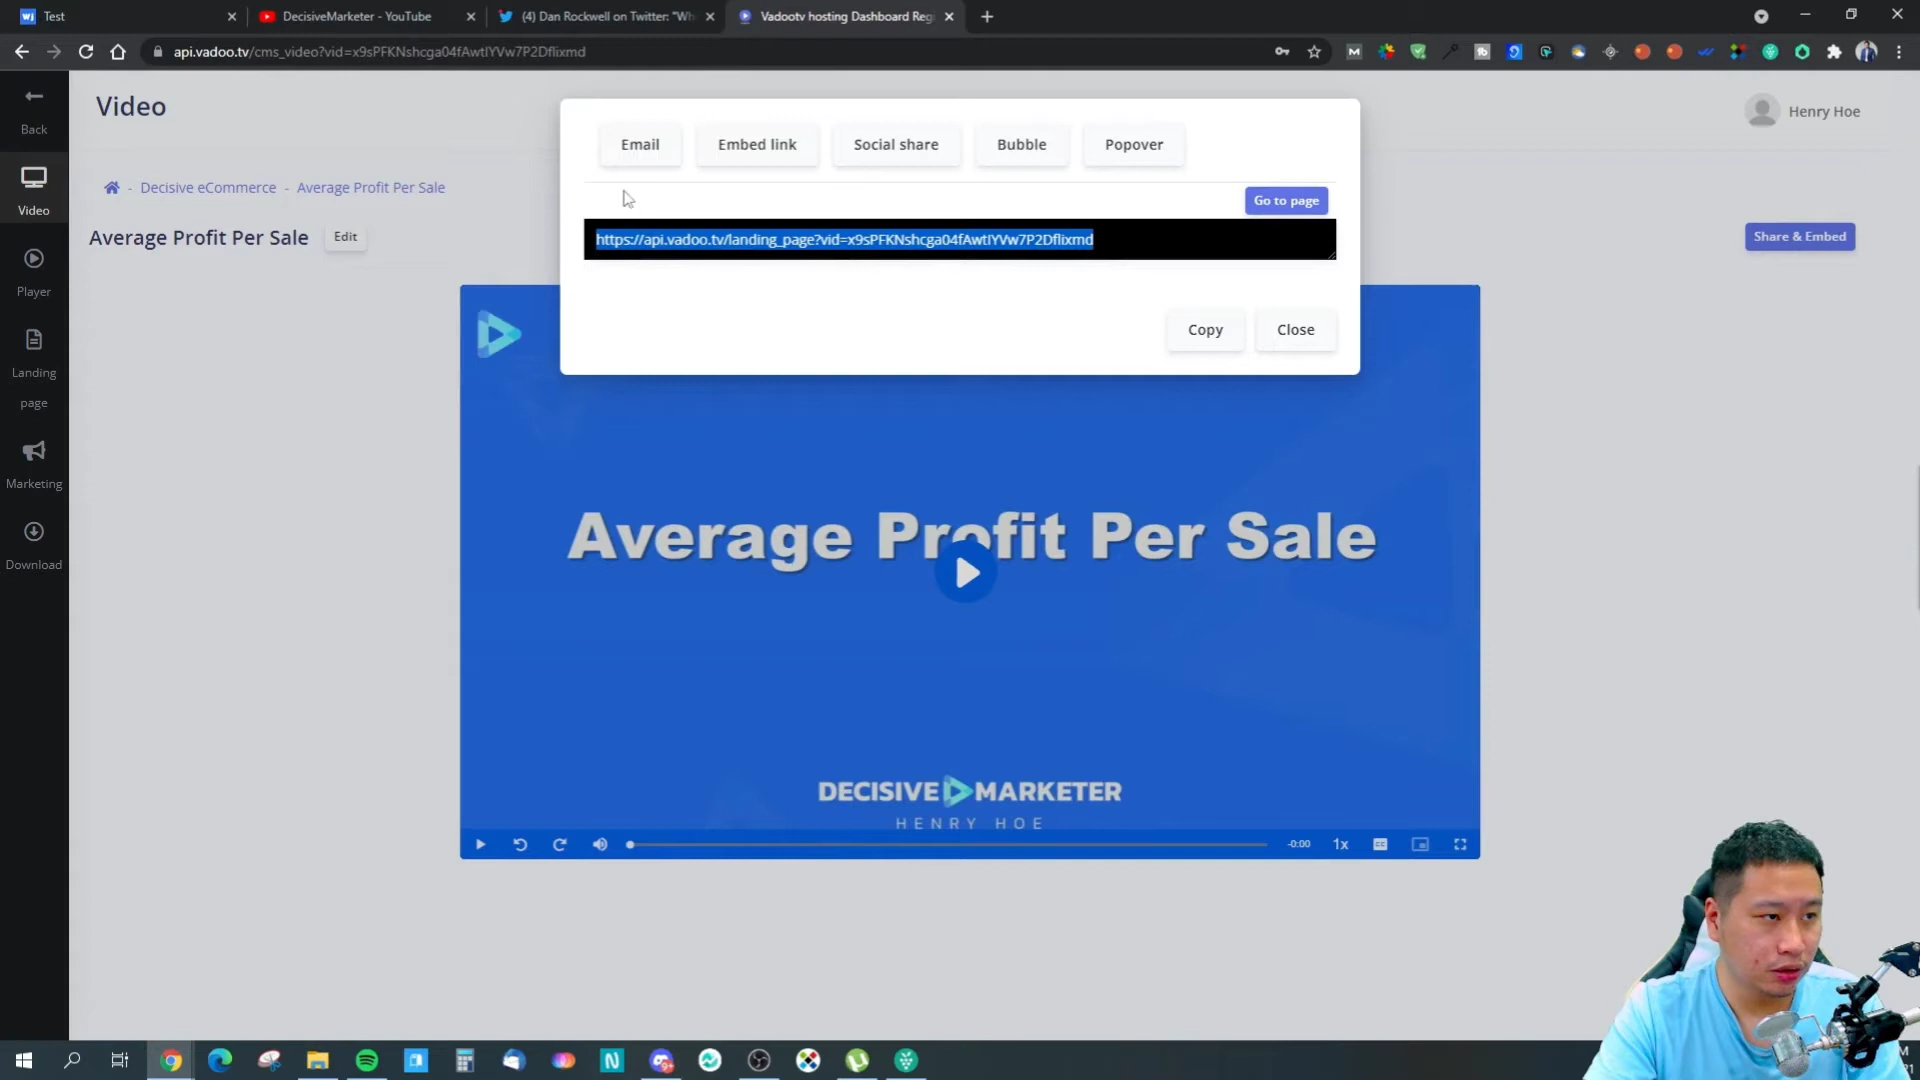 Test
DecisiveMarketer - YouTube
(4) Dan Rockwell on Twitter: "Wh
Vadootv hosting Dashboard Reg
api.vadoo.tv/cms_video?vid=x9sPFKNshcga04fAwtIYVw7P2Dflixmd
Back
Video
Player
Landing
page
Marketing
Download
Video
Henry Hoe
- Decisive eCommerce - Average Profit Per Sale
Average Profit Per Sale
Edit
Share & Embed
Email
Embed link
Social share
Bubble
Popover
Go to page
https://api.vadoo.tv/landing_page?vid=x9sPFKNshcga04fAwtIYVw7P2Dflixmd
Copy
Close
Average Profit Per Sale
DECISIVE MARKETER
HENRY HOE
-0:00
1x